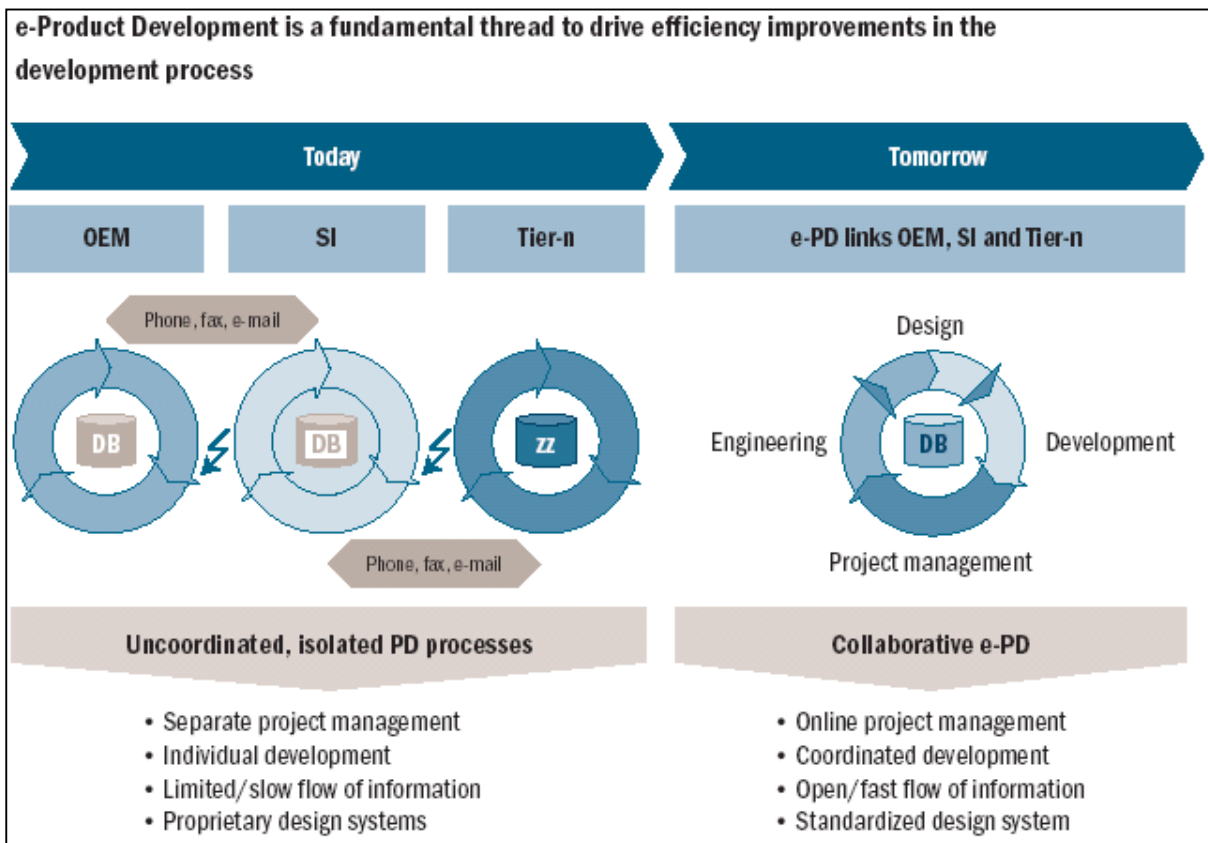 e-Product Development is a fundamental thread to drive efficiency improvements in the
development process
Today
Tomorrow
OEM
SI
Tier-n
e-PD links OEM, SI and Tier-n
Phone, fax, e-mail
DB
DB
ZZ
Phone, fax, e-mail
Design
Engineering
DB
Development
Project management
Uncoordinated, isolated PD processes
• Separate project management
• Individual development
• Limited/slow flow of information
• Proprietary design systems
Collaborative e-PD
• Online project management
• Coordinated development
• Open/fast flow of information
• Standardized design system